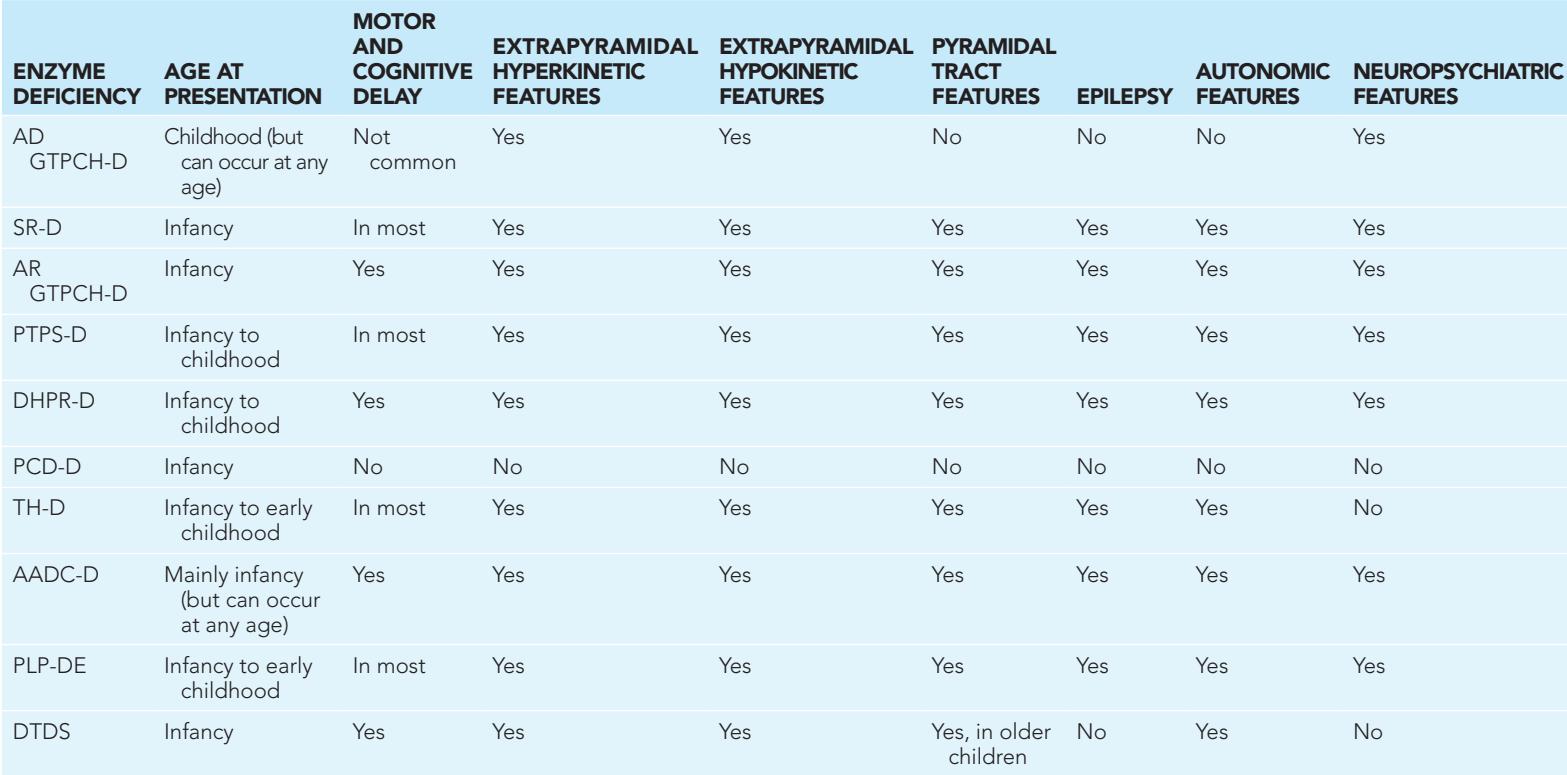 ENZYME DEFICIENCY | AGE AT PRESENTATION | MOTOR AND COGNITIVE DELAY | EXTRAPYRAMIDAL HYPERKINETIC FEATURES | EXTRAPYRAMIDAL HYPOKINETIC FEATURES | PYRAMIDAL TRACT FEATURES | EPILEPSY | AUTONOMIC FEATURES | NEUROPSYCHIATRIC FEATURES
AD GTPCH-D | Childhood (but can occur at any age) | Not common | Yes | Yes | No | No | No | Yes
SR-D | Infancy | In most | Yes | Yes | Yes | Yes | Yes | Yes
AR GTPCH-D | Infancy | Yes | Yes | Yes | Yes | Yes | Yes | Yes
PTPS-D | Infancy to childhood | In most | Yes | Yes | Yes | Yes | Yes | Yes
DHPR-D | Infancy to childhood | Yes | Yes | Yes | Yes | Yes | Yes | Yes
PCD-D | Infancy | No | No | No | No | No | No | No
TH-D | Infancy to early childhood | In most | Yes | Yes | Yes | Yes | Yes | No
AADC-D | Mainly infancy (but can occur at any age) | Yes | Yes | Yes | Yes | Yes | Yes | Yes
PLP-DE | Infancy to early childhood | In most | Yes | Yes | Yes | Yes | Yes | Yes
DTDS | Infancy | Yes | Yes | Yes | Yes, in older children | No | Yes | No